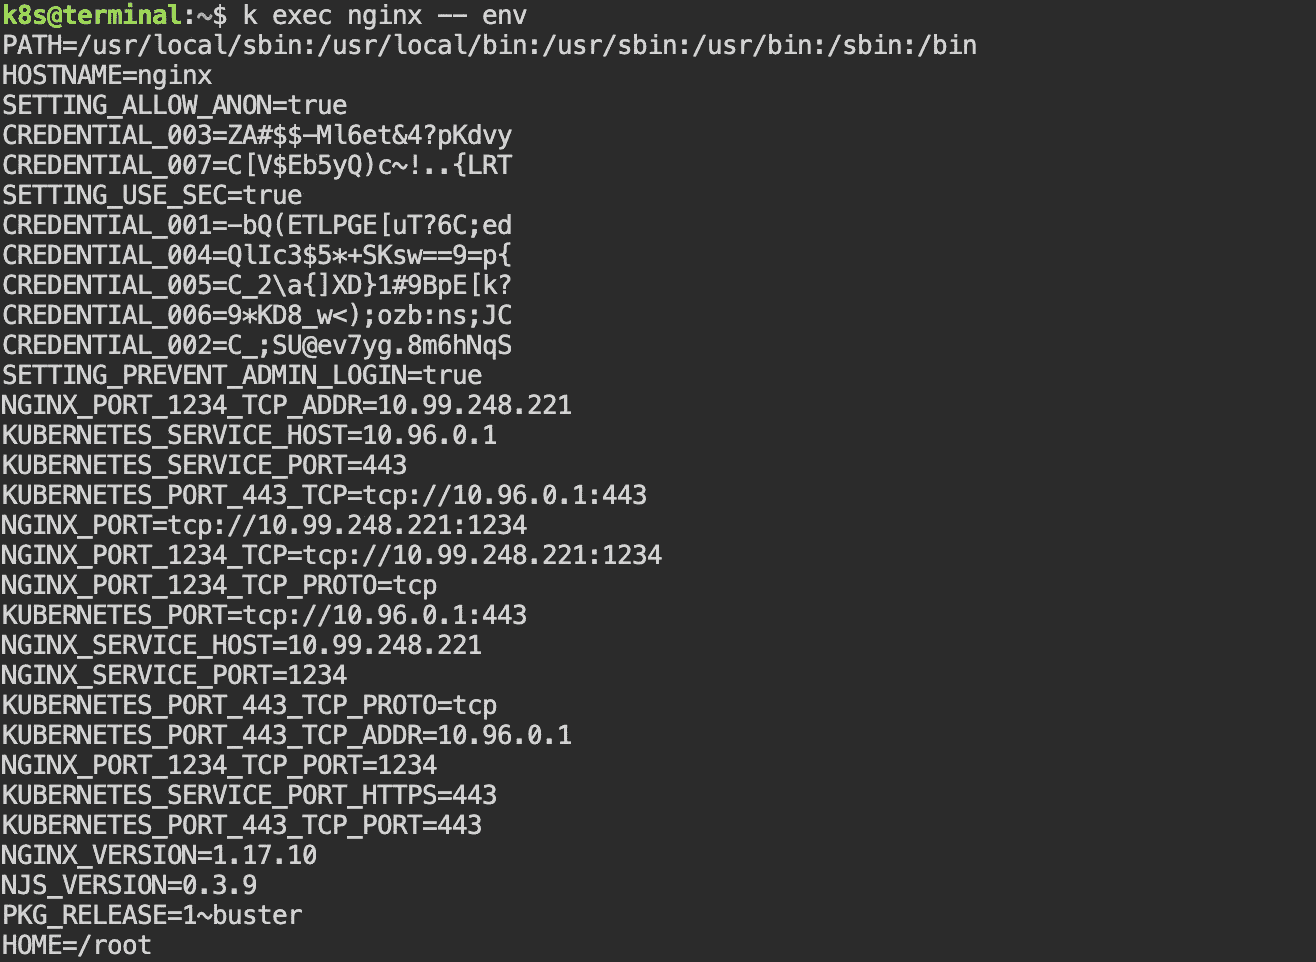 k8s@terminal:~$ k exec nginx -- env
PATH=/usr/local/sbin:/usr/local/bin:/usr/sbin:/usr/bin:/sbin:/bin
HOSTNAME=nginx
SETTING_ALLOW_ANON=true
CREDENTIAL_003=ZA#$$-Ml6et&4?pKdvy
CREDENTIAL_007=C[V$Eb5yQ)c~!..{LRT
SETTING_USE_SEC=true
CREDENTIAL_001=-bQ(ETLPGE[uT?6C;ed
CREDENTIAL_004=QlIc3$5*+SKsw==9=p{
CREDENTIAL_005=C_2\a{]XD}1#9BpE[k?
CREDENTIAL_006=9*KD8_w<);ozb:ns;JC
CREDENTIAL_002=C_;SU@ev7yg.8m6hNqS
SETTING_PREVENT_ADMIN_LOGIN=true
NGINX_PORT_1234_TCP_ADDR=10.99.248.221
KUBERNETES_SERVICE_HOST=10.96.0.1
KUBERNETES_SERVICE_PORT=443
KUBERNETES_PORT_443_TCP=tcp://10.96.0.1:443
NGINX_PORT=tcp://10.99.248.221:1234
NGINX_PORT_1234_TCP=tcp://10.99.248.221:1234
NGINX_PORT_1234_TCP_PROTO=tcp
KUBERNETES_PORT=tcp://10.96.0.1:443
NGINX_SERVICE_HOST=10.99.248.221
NGINX_SERVICE_PORT=1234
KUBERNETES_PORT_443_TCP_PROTO=tcp
KUBERNETES_PORT_443_TCP_ADDR=10.96.0.1
NGINX_PORT_1234_TCP_PORT=1234
KUBERNETES_SERVICE_PORT_HTTPS=443
KUBERNETES_PORT_443_TCP_PORT=443
NGINX_VERSION=1.17.10
NJS_VERSION=0.3.9
PKG_RELEASE=1~buster
HOME=/root